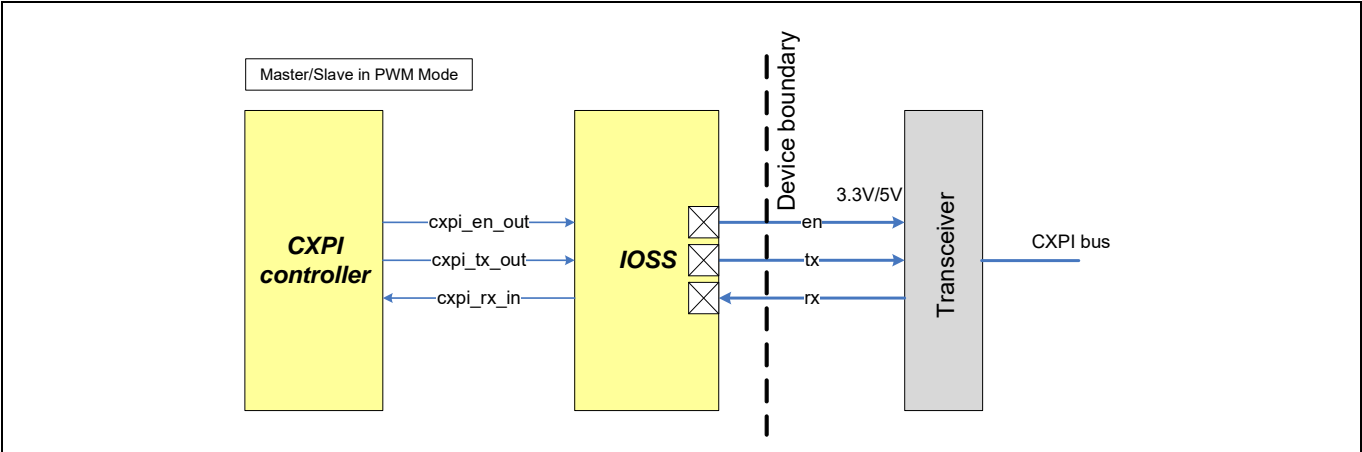 Master/Slave in PWM Mode
Device boundary
3.3V/5V
cxpi_en_out
en
CXPI bus
CXPI
controller
cxpi_tx_out
IOSS
tx
Transceiver
cxpi_rx_in
rx